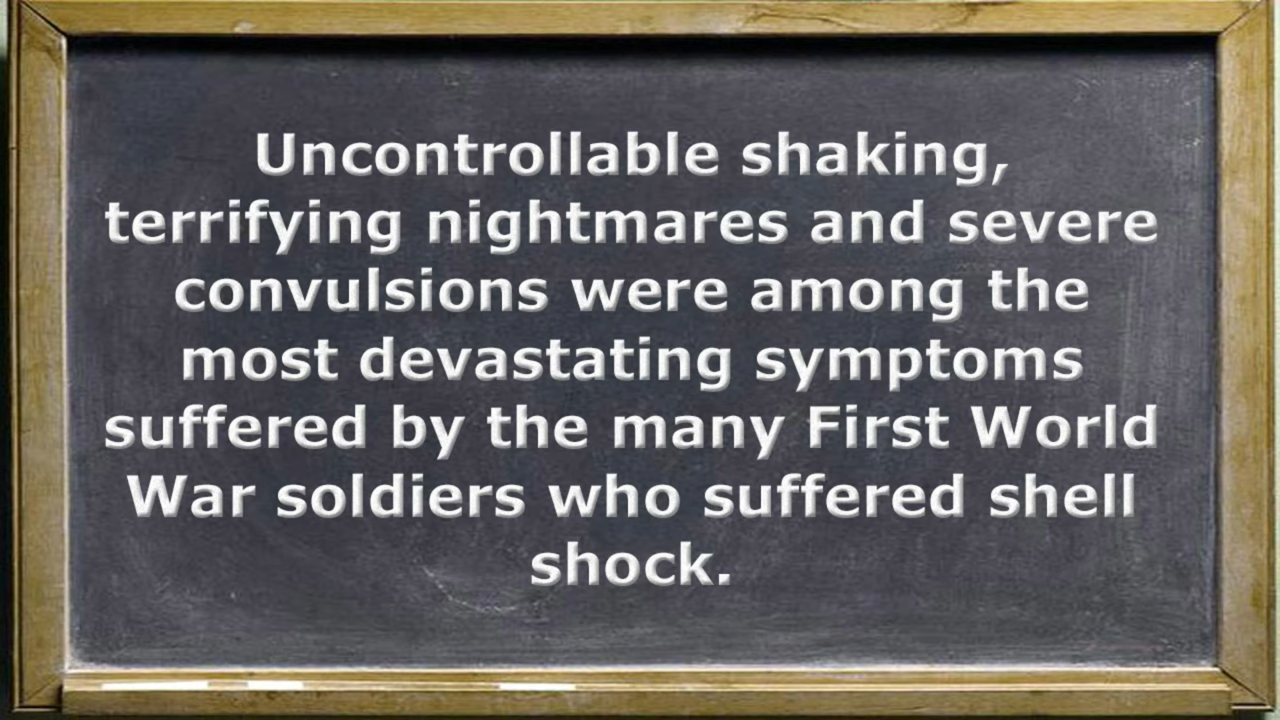 Uncontrollable shaking,
terrifying nightmares and severe
convulsions were among the
most devastating symptoms
suffered by the many First World
War soldiers who suffered shell
shock.